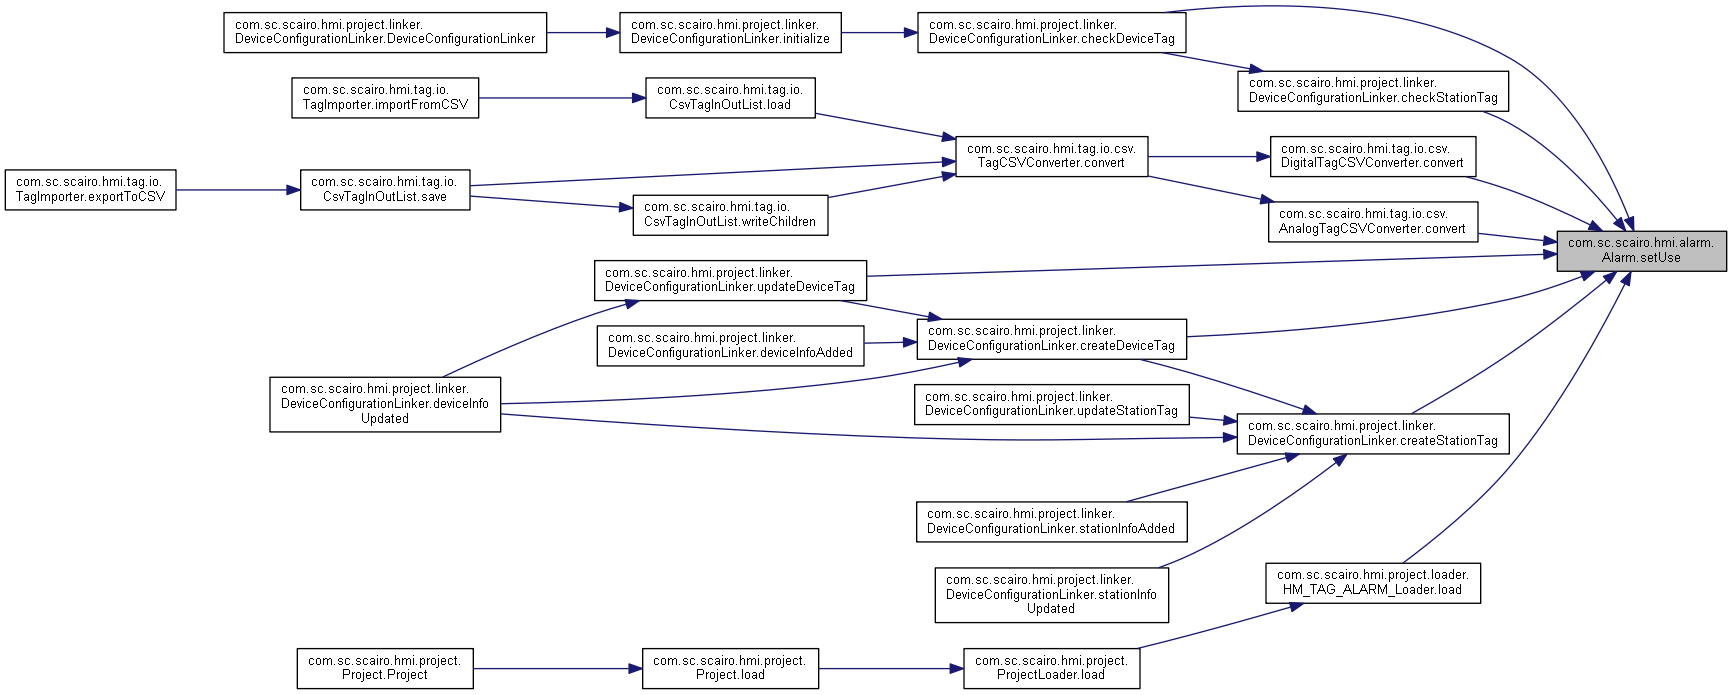 com.sc.scairo.hmi.project.linker.
DeviceConfigurationLinker.DeviceConfigurationLinker
com.sc.scairo.hmi.project.linker.
DeviceConfigurationLinker.initialize
com.sc.scairo.hmi.project.linker.
DeviceConfigurationLinker.checkDeviceTag
com.sc.scairo.hmi.project.linker.
DeviceConfigurationLinker.checkStationTag
com.sc.scairo.hmi.tag.io.
TagImporter.importFromCSV
com.sc.scairo.hmi.tag.io.
CsvTagInOutList.load
com.sc.scairo.hmi.tag.io.csv.
TagCSVConverter.convert
com.sc.scairo.hmi.tag.io.csv.
DigitalTagCSVConverter.convert
com.sc.scairo.hmi.tag.io.
TagImporter.exportToCSV
com.sc.scairo.hmi.tag.io.
CsvTagInOutList.save
com.sc.scairo.hmi.tag.io.
CsvTagInOutList.writeChildren
com.sc.scairo.hmi.tag.io.csv.
AnalogTagCSVConverter.convert
com.sc.scairo.hmi.alarm.
Alarm.setUse
com.sc.scairo.hmi.project.linker.
DeviceConfigurationLinker.updateDeviceTag
com.sc.scairo.hmi.project.linker.
DeviceConfigurationLinker.deviceInfoAdded
com.sc.scairo.hmi.project.linker.
DeviceConfigurationLinker.createDeviceTag
com.sc.scairo.hmi.project.linker.
DeviceConfigurationLinker.deviceInfo
Updated
com.sc.scairo.hmi.project.linker.
DeviceConfigurationLinker.updateStationTag
com.sc.scairo.hmi.project.linker.
DeviceConfigurationLinker.createStationTag
com.sc.scairo.hmi.project.linker.
DeviceConfigurationLinker.stationInfoAdded
com.sc.scairo.hmi.project.linker.
DeviceConfigurationLinker.stationInfo
Updated
com.sc.scairo.hmi.project.loader.
HM_TAG_ALARM_Loader.load
com.sc.scairo.hmi.project.
Project.Project
com.sc.scairo.hmi.project.
Project.load
com.sc.scairo.hmi.project.
ProjectLoader.load